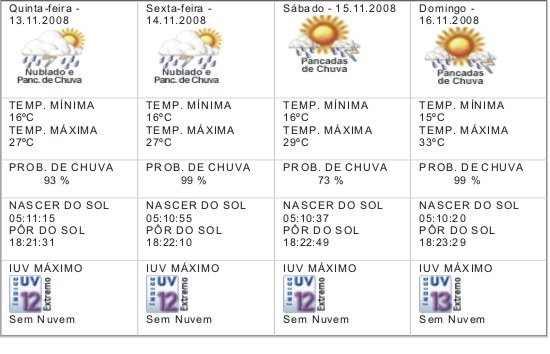 Quinta-feira -
13.11.2008
Nublado e
Panc. de Chuva
Sexta-feira -
14.11.2008
Nublado e
Panc. de Chuva
Sábado - 15.11.2008
Pancadas
de Chuva
Domingo -
16.11.2008
Pancadas
de Chuva
TEMP. MÍNIMA
16ºC
TEMP. MÁXIMA
27ºC
TEMP. MÍNIMA
16ºC
TEMP. MÁXIMA
27ºC
TEMP. MÍNIMA
16ºC
TEMP. MÁXIMA
29ºC
TEMP. MÍNIMA
15ºC
TEMP. MÁXIMA
33ºC
PROB. DE CHUVA
93 %
PROB. DE CHUVA
99 %
PROB. DE CHUVA
73 %
PROB. DE CHUVA
99 %
NASCER DO SOL
05:11:15
PÔR DO SOL
18:21:31
NASCER DO SOL
05:10:55
PÔR DO SOL
18:22:10
NASCER DO SOL
05:10:37
PÔR DO SOL
18:22:49
NASCER DO SOL
05:10:20
PÔR DO SOL
18:23:29
IUV MÁXIMO
ÍNDICE
UV
12
Extremo
Sem Nuvem
IUV MÁXIMO
ÍNDICE
UV
12
Extremo
Sem Nuvem
IUV MÁXIMO
ÍNDICE
UV
12
Extremo
Sem Nuvem
IUV MÁXIMO
ÍNDICE
UV
13
Extremo
Sem Nuvem